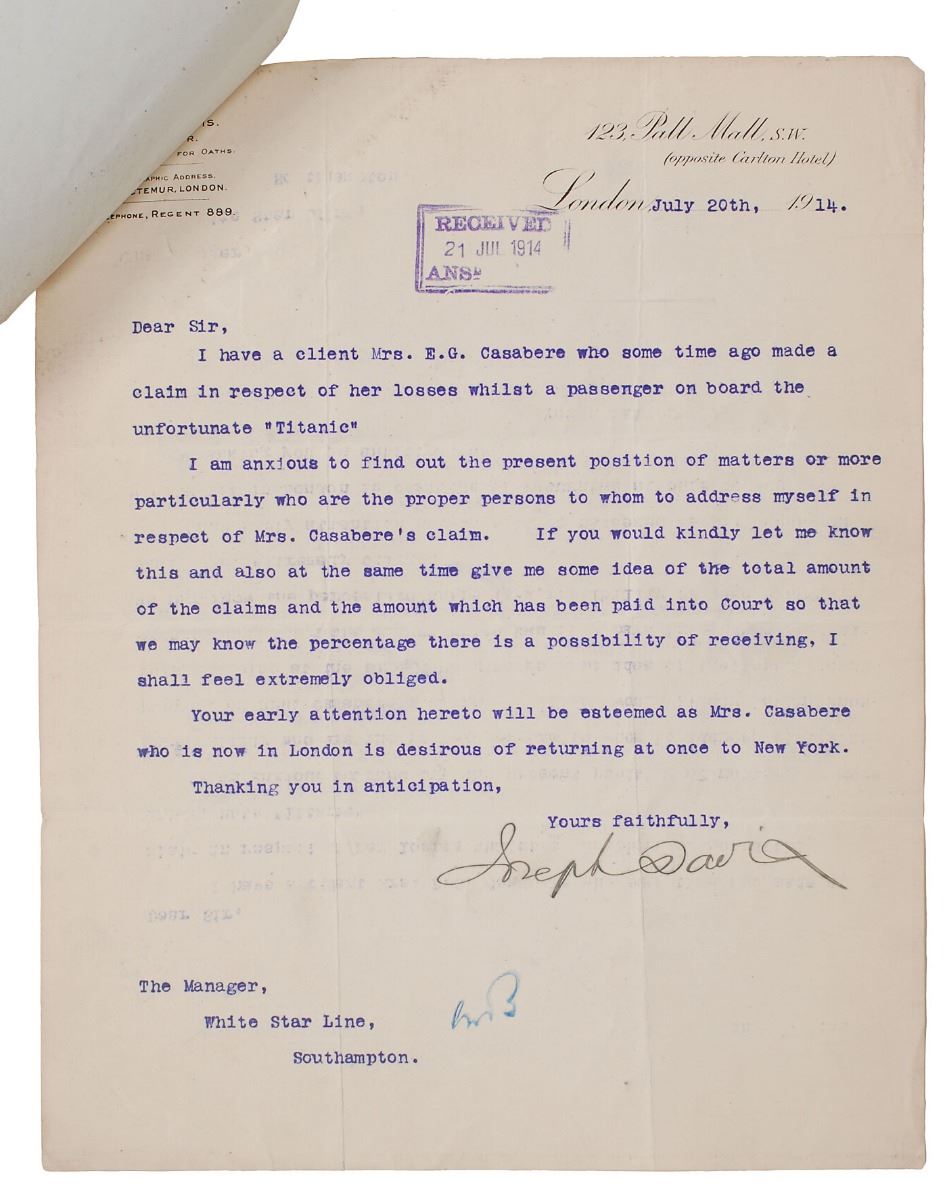 123, Pall Mall, S.W.
(opposite Carlton Hotel)
FOR OATHS.
ADDRESS.
LONDON.
REGENT 889.
London, July 20th, 1914.
RECEIVED
21 JUL 1914
ANSD
Dear Sir,
I have a client Mrs. E.G. Casabere who some time ago made a
claim in respect of her losses whilst a passenger on board the
unfortunate "Titanic"
I am anxious to find out the present position of matters or more
particularly who are the proper persons to whom to address myself in
respect of Mrs. Casabere's claim. If you would kindly let me know
this and also at the same time give me some idea of the total amount
of the claims and the amount which has been paid into Court so that
we may know the percentage there is a possibility of receiving, I
shall feel extremely obliged.
Your early attention hereto will be esteemed as Mrs. Casabere
who is now in London is desirous of returning at once to New York.
Thanking you in anticipation,
Yours faithfully,
Joseph Davis
The Manager,
White Star Line,
Southampton.